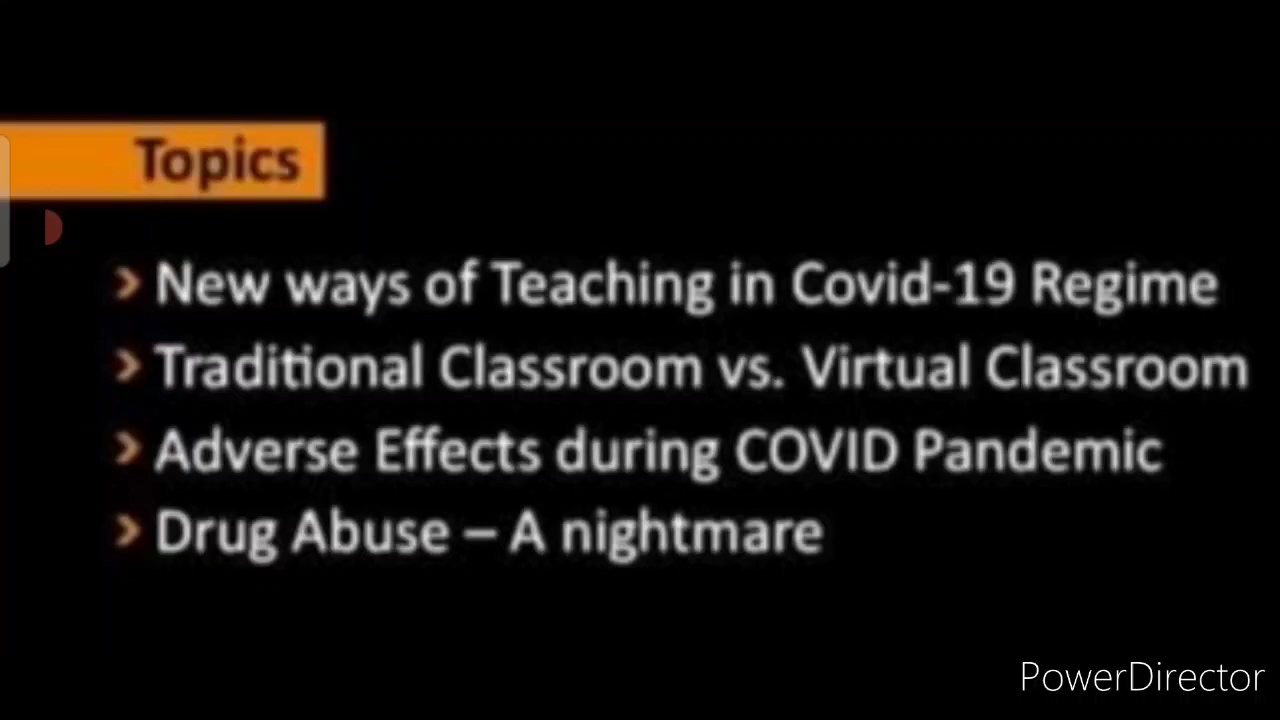 Topics
New ways of Teaching in Covid-19 Regime
Traditional Classroom vs. Virtual Classroom
Adverse Effects during COVID Pandemic
Drug Abuse – A nightmare
PowerDirector